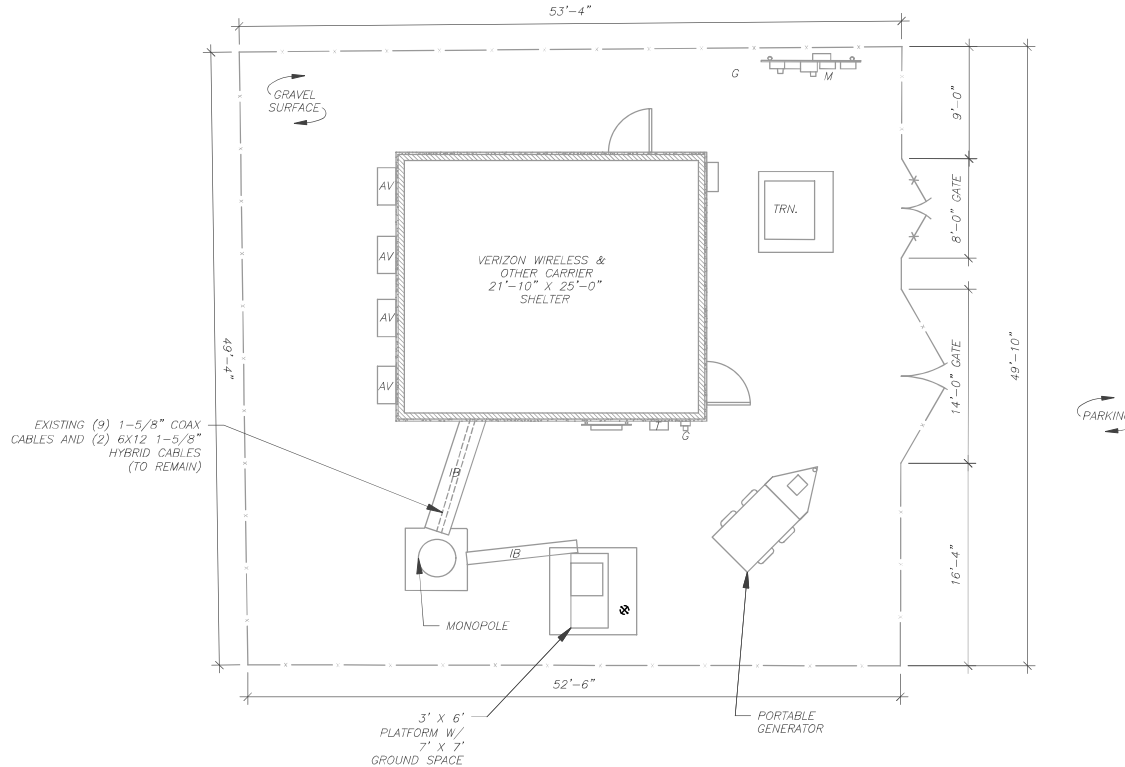 53'-4"
G
M
GRAVEL
SURFACE
9'-0"
AV
TRN.
8'-0" GATE
AV
VERIZON WIRELESS &
OTHER CARRIER
21'-10" X 25'-0"
SHELTER
AV
49'-4"
49'-10"
14'-0" GATE
AV
PARKING
EXISTING (9) 1-5/8" COAX
CABLES AND (2) 6X12 1-5/8"
HYBRID CABLES
(TO REMAIN)
T
G
IB
IB
16'-4"
MONOPOLE
52'-6"
3' X 6'
PLATFORM W/
7' X 7'
GROUND SPACE
PORTABLE
GENERATOR